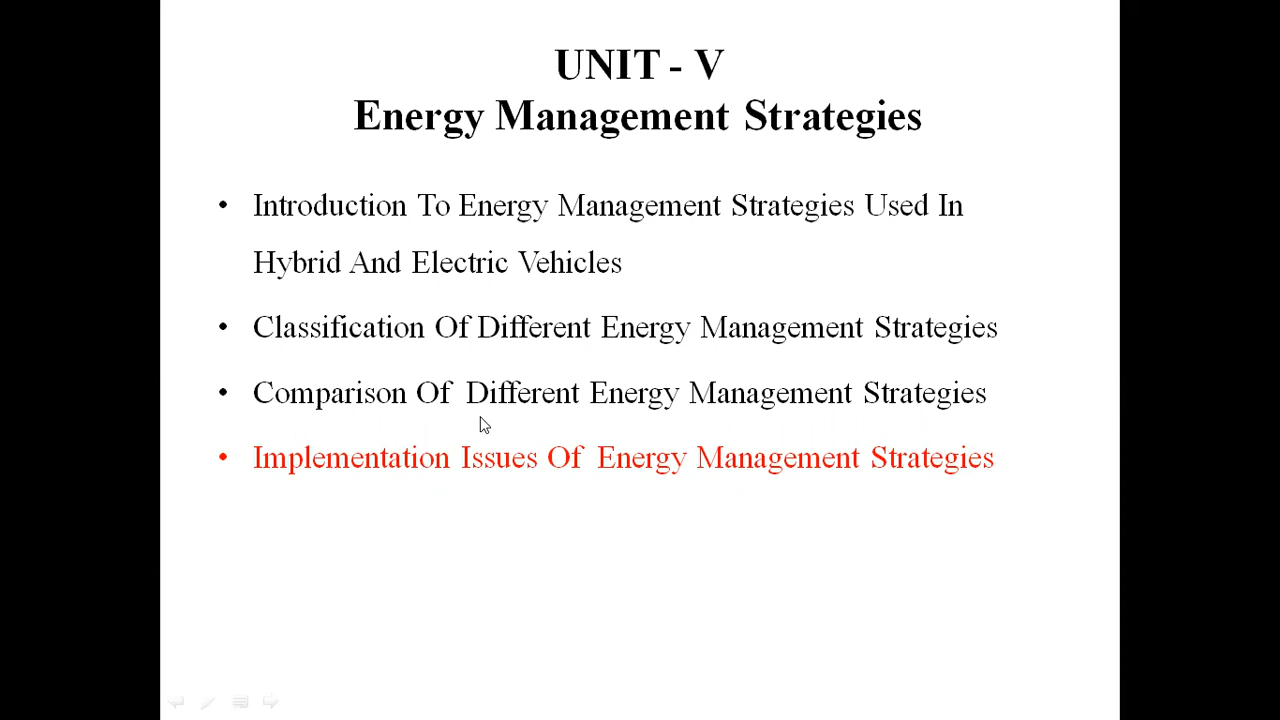 UNIT - V
Energy Management Strategies
• Introduction To Energy Management Strategies Used In
Hybrid And Electric Vehicles
• Classification Of Different Energy Management Strategies
• Comparison Of Different Energy Management Strategies
• Implementation Issues Of Energy Management Strategies